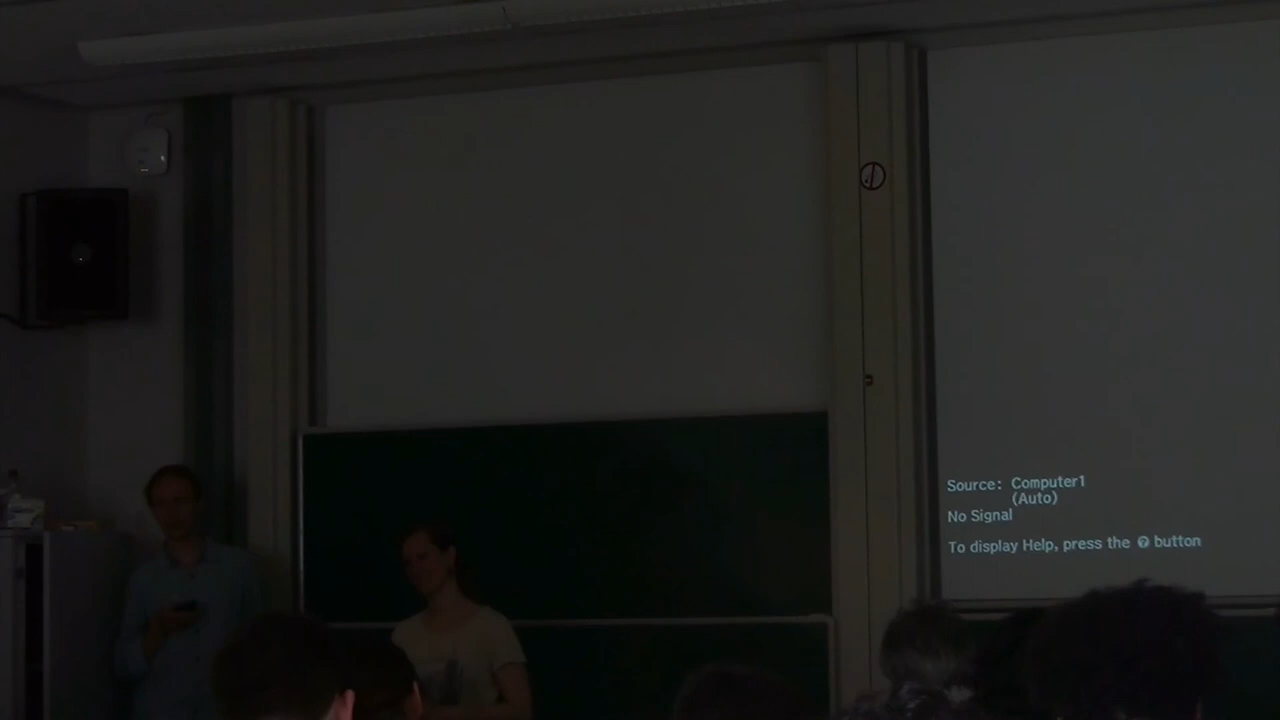 Source: Computer1
(Auto)
No Signal
To display Help, press the ? button